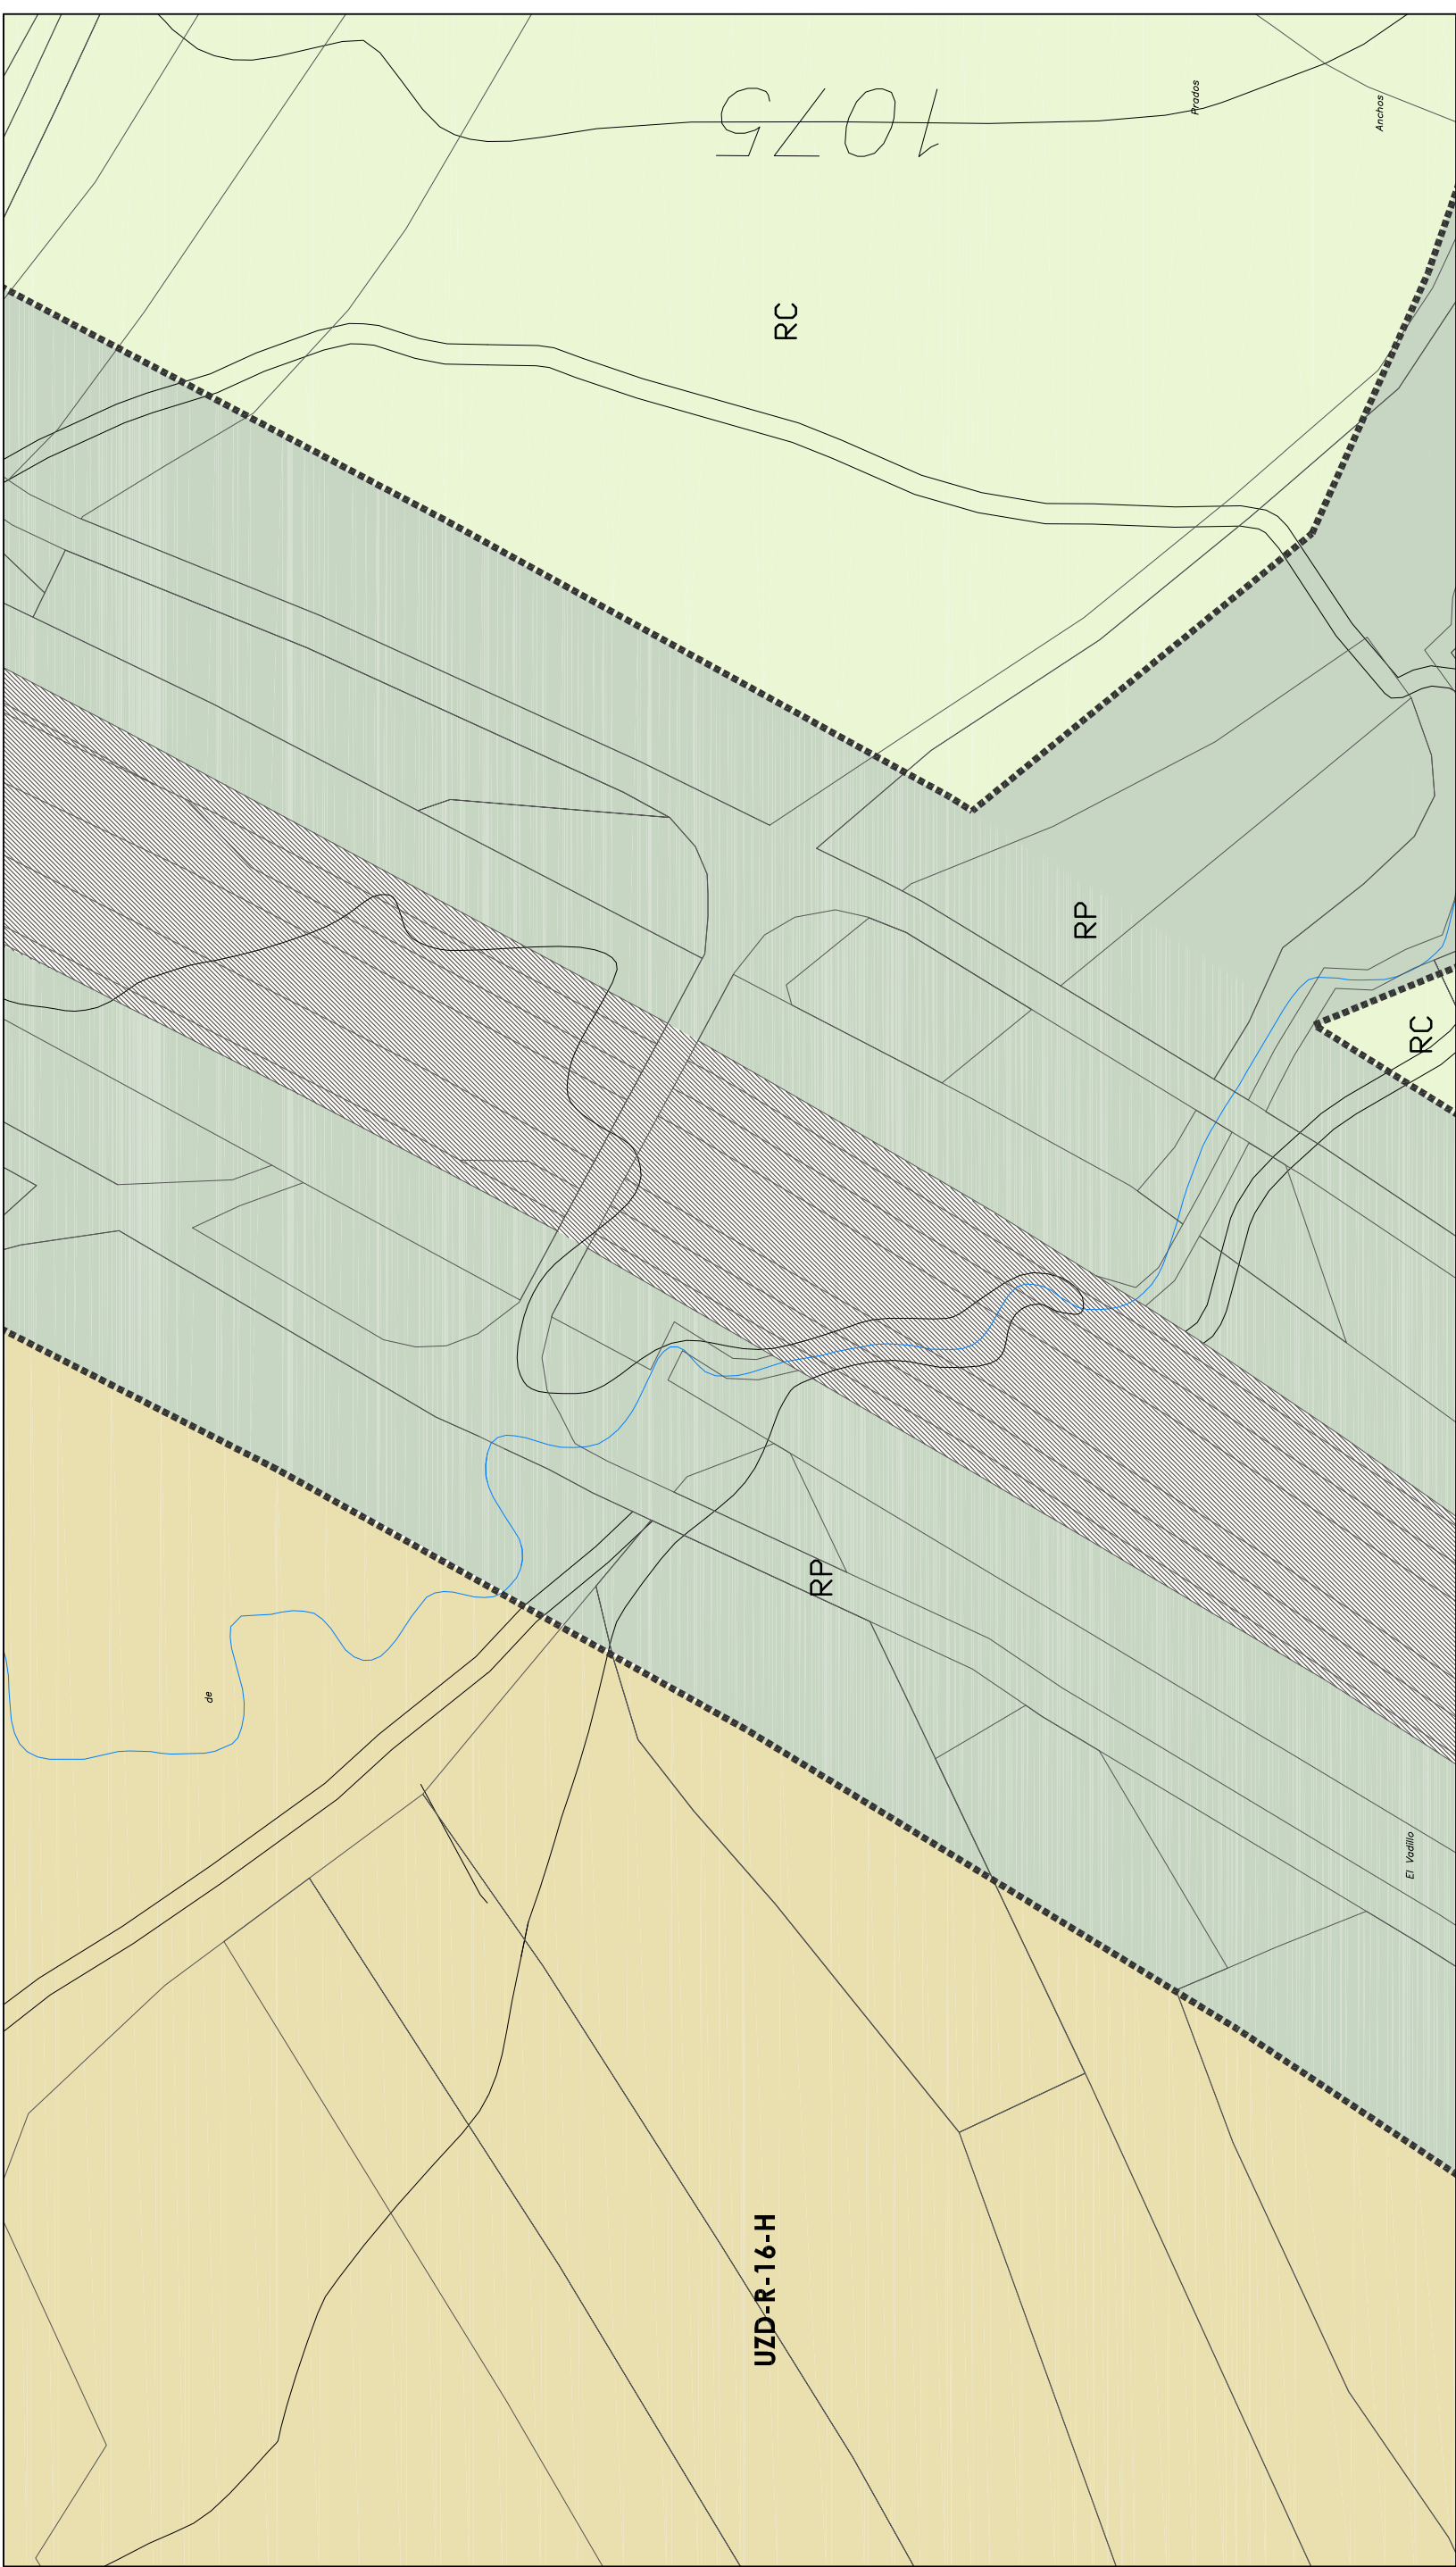 1075
Prados
Anchos
RC
RP
RC
RP
de
El Vadillo
UZD-R-16-H